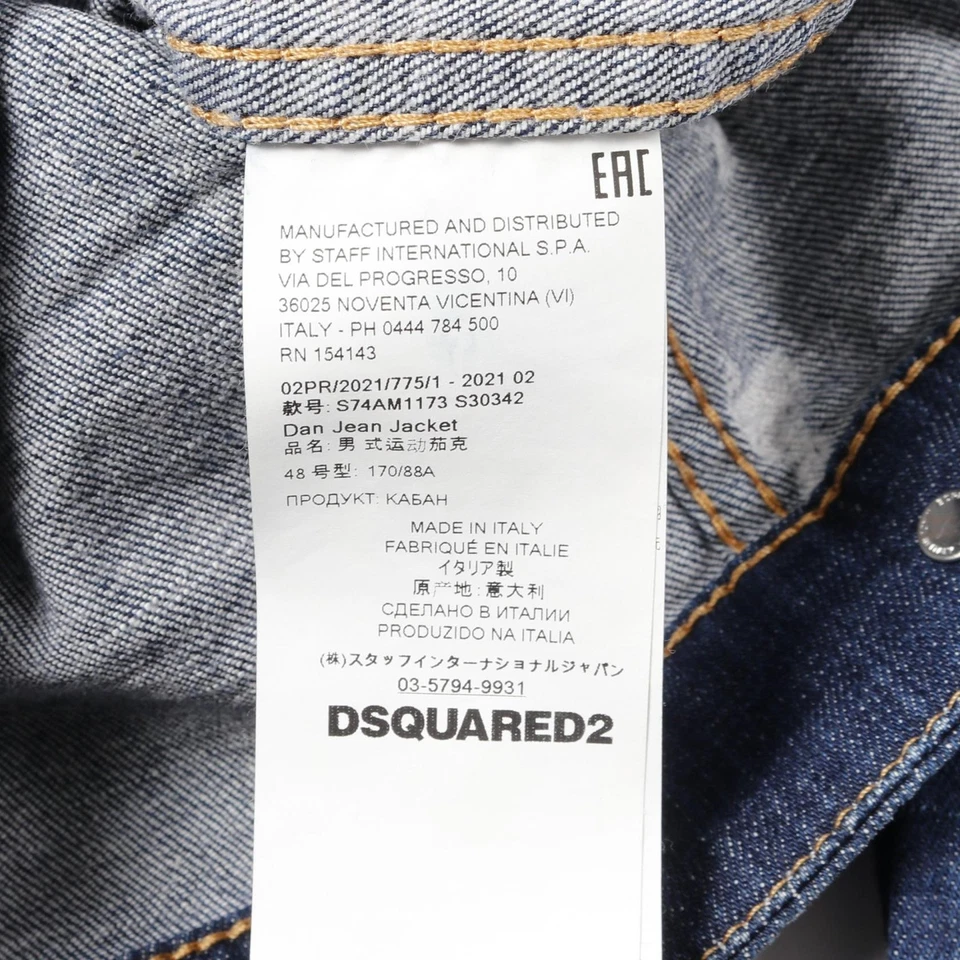 EAC
MANUFACTURED AND DISTRIBUTED
BY STAFF INTERNATIONAL S.P.A.
VIA DEL PROGRESSO, 10
36025 NOVENTA VICENTINA (VI)
ITALY - PH 0444 784 500
RN 154143
02PR/2021/775/1 - 2021 02
款号: S74AM1173 S30342
Dan Jean Jacket
品名: 男 式运动茄克
48 号型: 170/88A
ПРОДУКТ: КАБАН
MADE IN ITALY
FABRIQUÉ EN ITALIE
イタリア製
原产地: 意大利
СДЕЛАНО В ИТАЛИИ
PRODUZIDO NA ITALIA
(株)スタッフインターナショナルジャパン
03-5794-9931
DSQUARED2